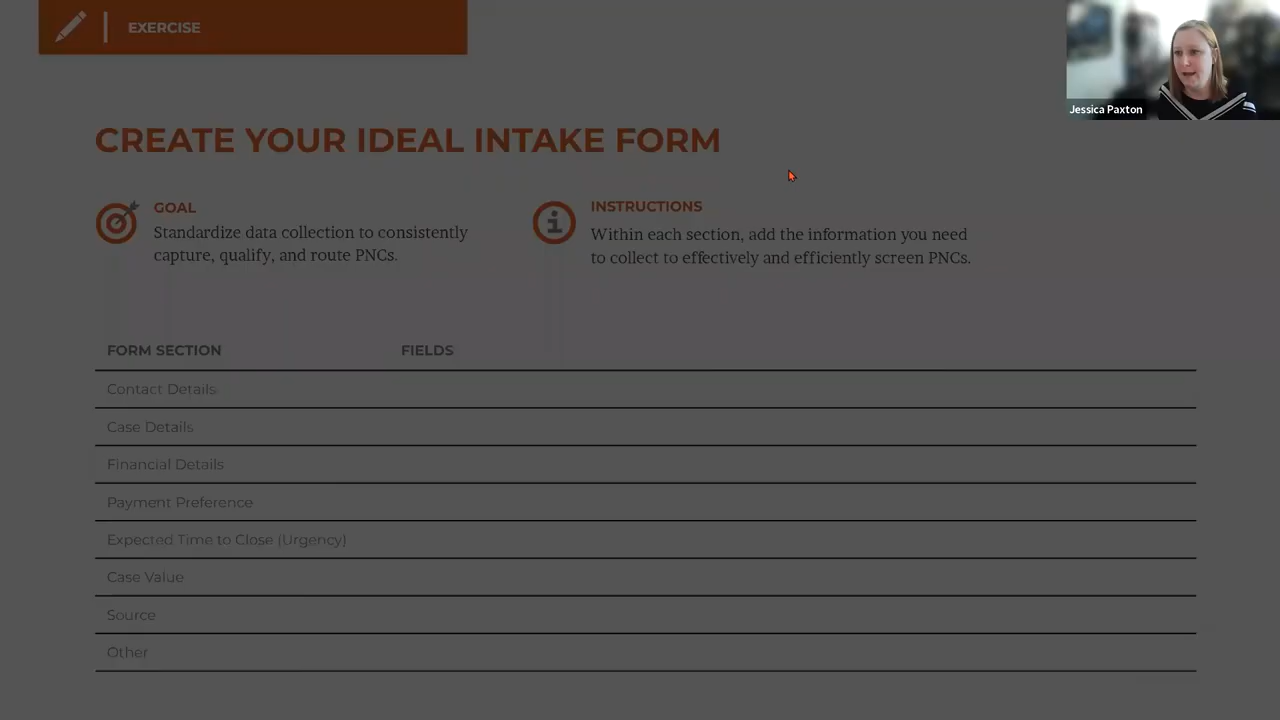 EXERCISE
Jessica Paxton
CREATE YOUR IDEAL INTAKE FORM
GOAL
Standardize data collection to consistently
capture, qualify, and route PNCs.
INSTRUCTIONS
Within each section, add the information you need
to collect to effectively and efficiently screen PNCs.
FORM SECTION FIELDS
Contact Details
Case Details
Financial Details
Payment Preference
Expected Time to Close (Urgency)
Case Value
Source
Other